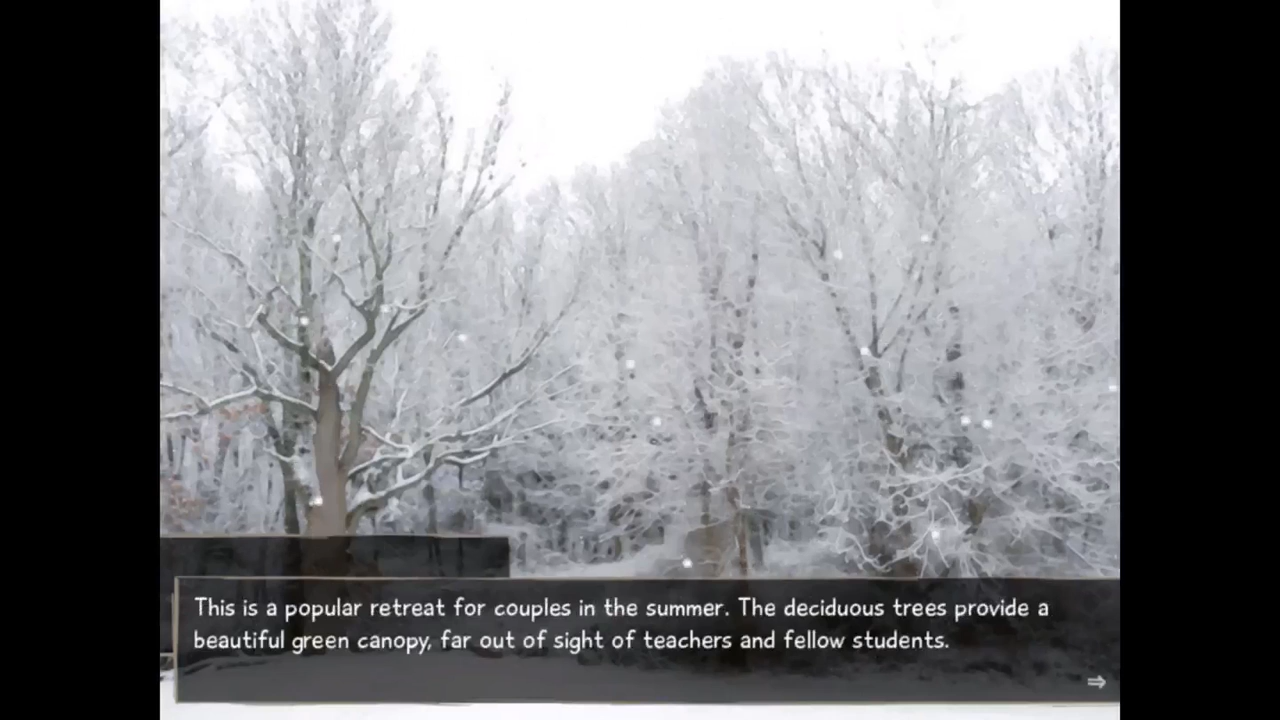 This is a popular retreat for couples in the summer. The deciduous trees provide a
beautiful green canopy, far out of sight of teachers and fellow students.